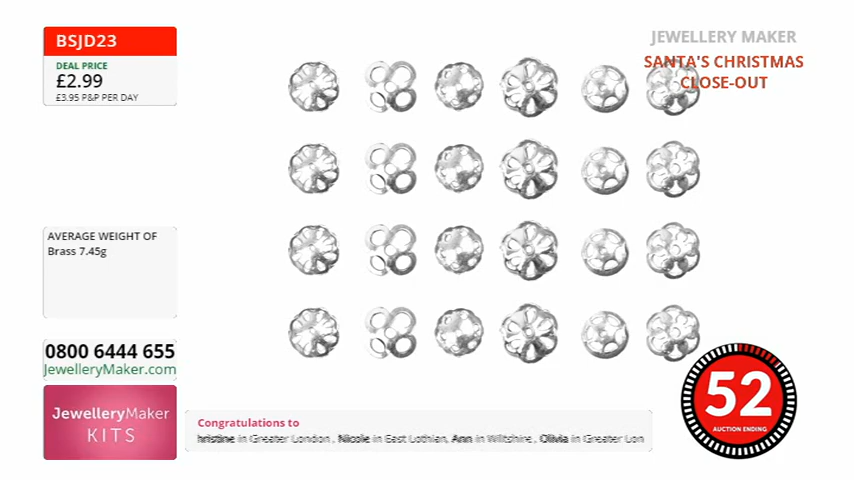 BSJD23
DEAL PRICE
£2.99
£3.95 P&P PER DAY
JEWELLERY MAKER
SANTA'S CHRISTMAS
CLOSE-OUT
AVERAGE WEIGHT OF
Brass 7.45g
0800 6444 655
JewelleryMaker.com
JewelleryMaker
KITS
Congratulations to
hristine in Greater London , Nicole in East Lothian, Ann in Wiltshire , Olivia in Greater Lon
52
AUCTION ENDING